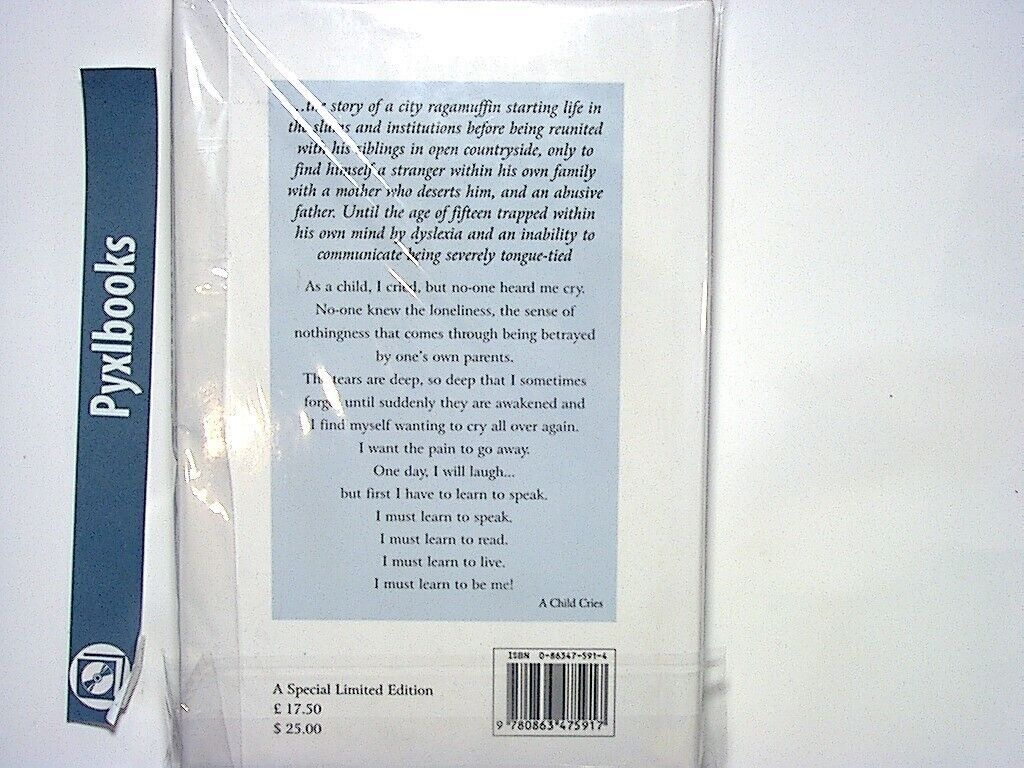 Pyxlbooks
...the story of a city ragamuffin starting life in
the slums and institutions before being reunited
with his siblings in open countryside, only to
find himself a stranger within his own family
with a mother who deserts him, and an abusive
father. Until the age of fifteen trapped within
his own mind by dyslexia and an inability to
communicate being severely tongue-tied
As a child, I cried, but no-one heard me cry.
No-one knew the loneliness, the sense of
nothingness that comes through being betrayed
by one's own parents.
The tears are deep, so deep that I sometimes
forget until suddenly they are awakened and
I find myself wanting to cry all over again.
I want the pain to go away.
One day, I will laugh...
but first I have to learn to speak.
I must learn to speak.
I must learn to read.
I must learn to live.
I must learn to be me!
A Child Cries
ISBN 0-86347-591-4
A Special Limited Edition
£ 17.50
$ 25.00
9 780863 475917